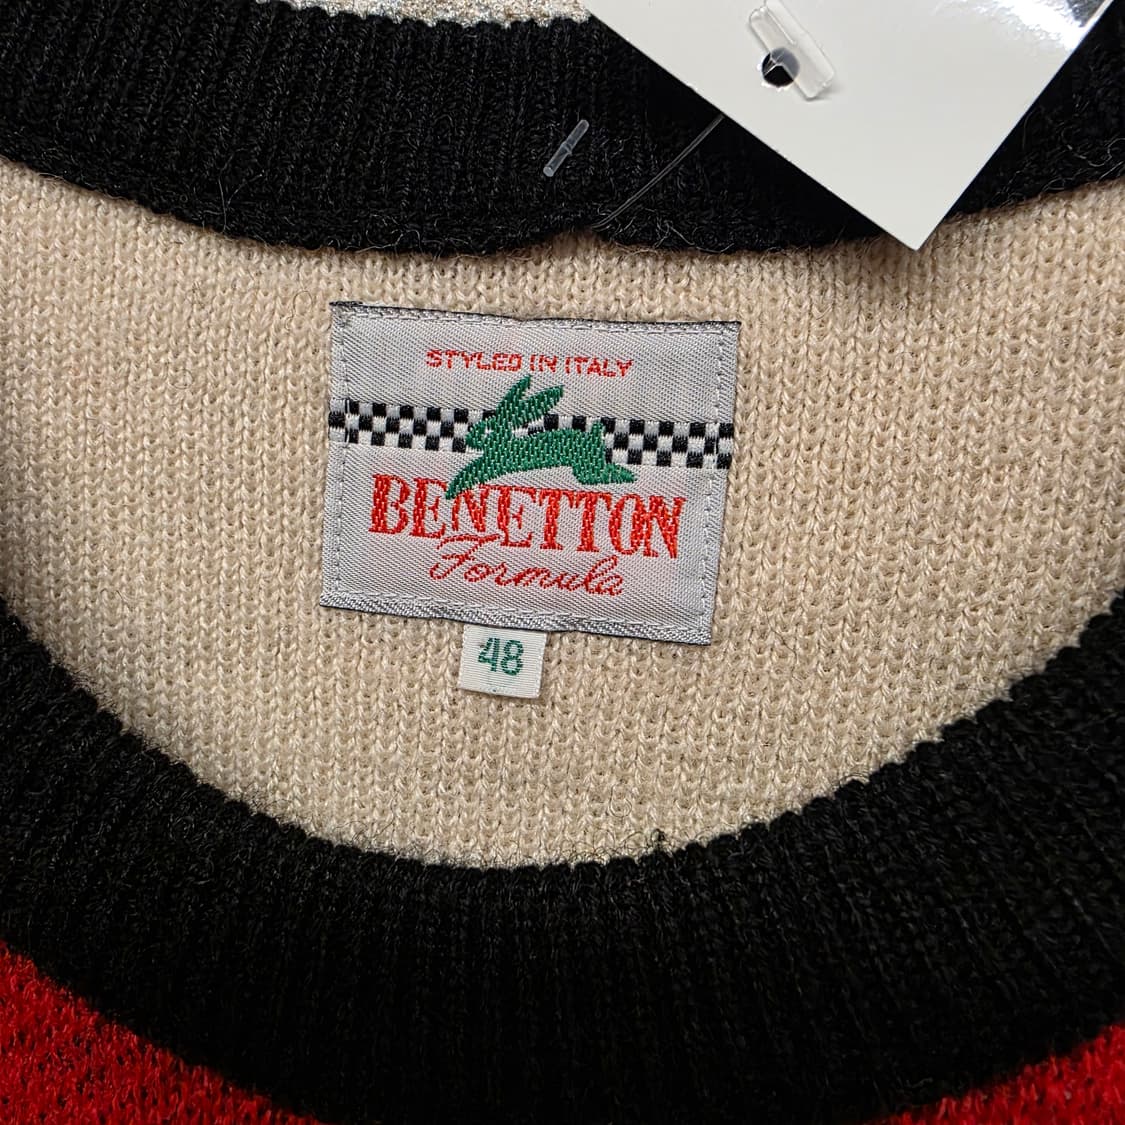 STYLED IN ITALY
BENETTON
Formula
48